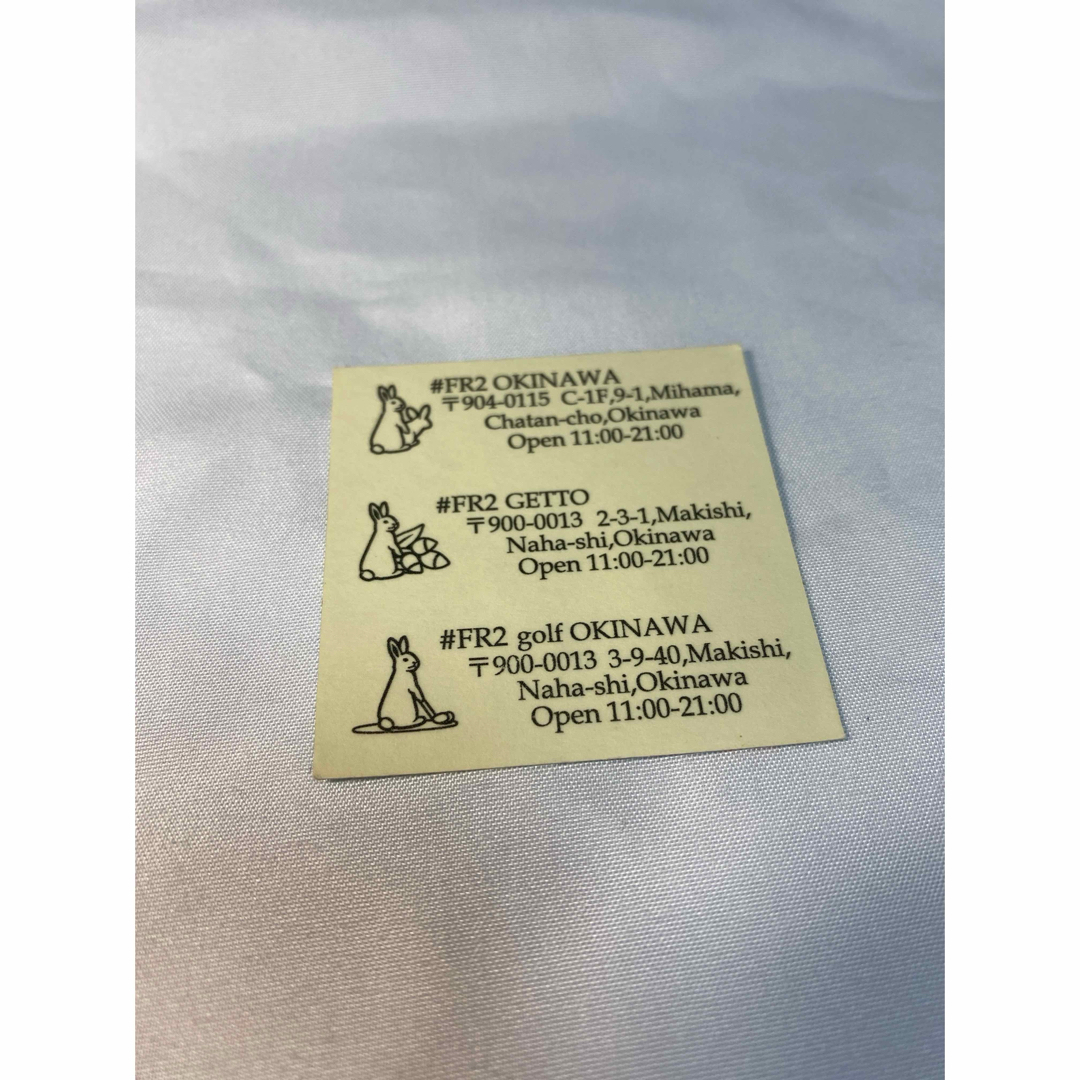 #FR2 OKINAWA
〒904-0115 C-1F,9-1,Mihama,
Chatan-cho,Okinawa
Open 11:00-21:00
#FR2 GETTO
〒900-0013 2-3-1,Makishi,
Naha-shi,Okinawa
Open 11:00-21:00
#FR2 golf OKINAWA
〒900-0013 3-9-40,Makishi,
Naha-shi,Okinawa
Open 11:00-21:00